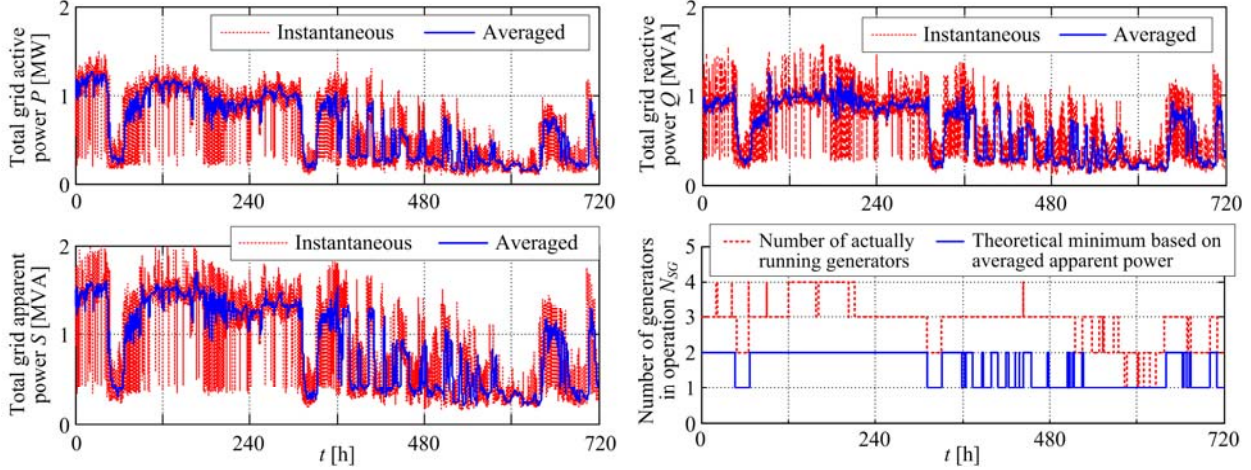 Total grid active
power P [MW]
2
1
0
Instantaneous
Averaged
0
240
480
720
Total grid reactive
power Q [MVA]
2
1
0
Instantaneous
Averaged
0
240
480
720
Total grid apparent
power S [MVA]
2
1
0
Instantaneous
Averaged
0
240
480
720
t [h]
Number of generators
in operation N_SG
5
4
3
2
1
0
Number of actually
running generators
Theoretical minimum based on
averaged apparent power
0
240
480
600
720
t [h]